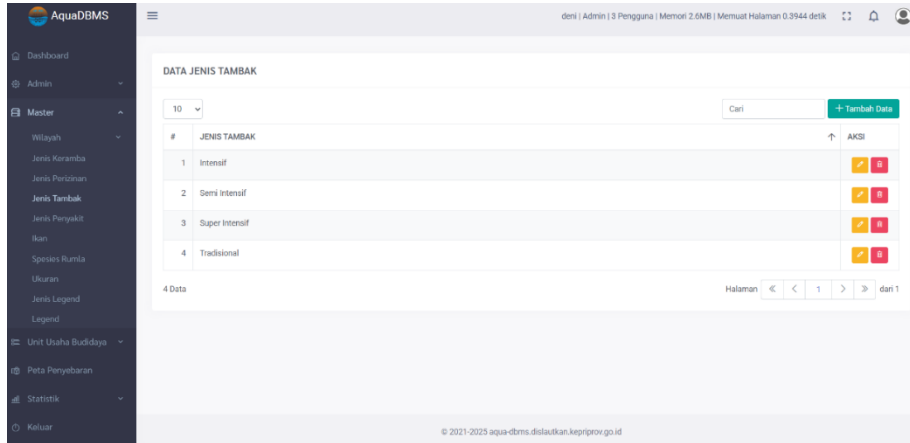 AquaDBMS
deni | Admin | 3 Pengguna | Memori 2.6MB | Memuat Halaman 0.3944 detik
Dashboard
Admin
Master
Wilayah
Jenis Keramba
Jenis Perizinan
Jenis Tambak
Jenis Penyakit
Ikan
Spesies Rumla
Ukuran
Jenis Legend
Legend
Unit Usaha Budidaya
Peta Penyebaran
Statistik
Keluar
DATA JENIS TAMBAK
10 Cari + Tambah Data
# JENIS TAMBAK AKSI
1 Intensif
2 Semi Intensif
3 Super Intensif
4 Tradisional
4 Data Halaman 1 dari 1
© 2021-2025 aqua-dbms.dislautkan.kepriprov.go.id